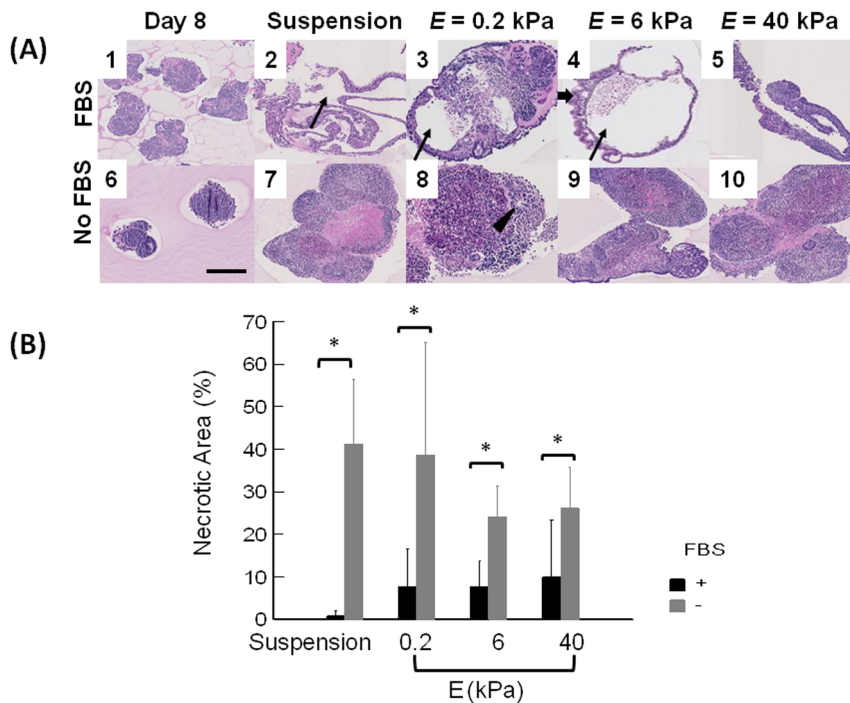 (A)
Day 8 Suspension E = 0.2 kPa E = 6 kPa E = 40 kPa
FBS
1 2 3 4 5
No FBS
6 7 8 9 10
(B)
Necrotic Area (%)
70
60
50
40
30
20
10
0
* * * *
Suspension 0.2 6 40
E (kPa)
FBS
+
-